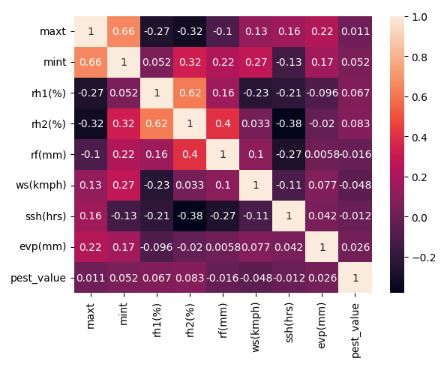 maxt 1 0.66 -0.27 -0.32 -0.1 0.13 0.16 0.22 0.011
mint 0.66 1 0.052 0.32 0.22 0.27 -0.13 0.17 0.052
rh1(%) -0.27 0.052 1 0.62 0.16 -0.23 -0.21 -0.096 0.067
rh2(%) -0.32 0.32 0.62 1 0.4 0.033 -0.38 -0.02 0.083
rf(mm) -0.1 0.22 0.16 0.4 1 0.1 -0.27 0.0058 -0.016
ws(kmph) 0.13 0.27 -0.23 0.033 0.1 1 -0.11 0.077 -0.048
ssh(hrs) 0.16 -0.13 -0.21 -0.38 -0.27 -0.11 1 0.042 -0.012
evp(mm) 0.22 0.17 -0.096 -0.02 0.0058 0.077 0.042 1 0.026
pest_value 0.011 0.052 0.067 0.083 -0.016 -0.048 -0.012 0.026 1
maxt mint rh1(%) rh2(%) rf(mm) ws(kmph) ssh(hrs) evp(mm) pest_value
1.0
0.8
0.6
0.4
0.2
0.0
−0.2